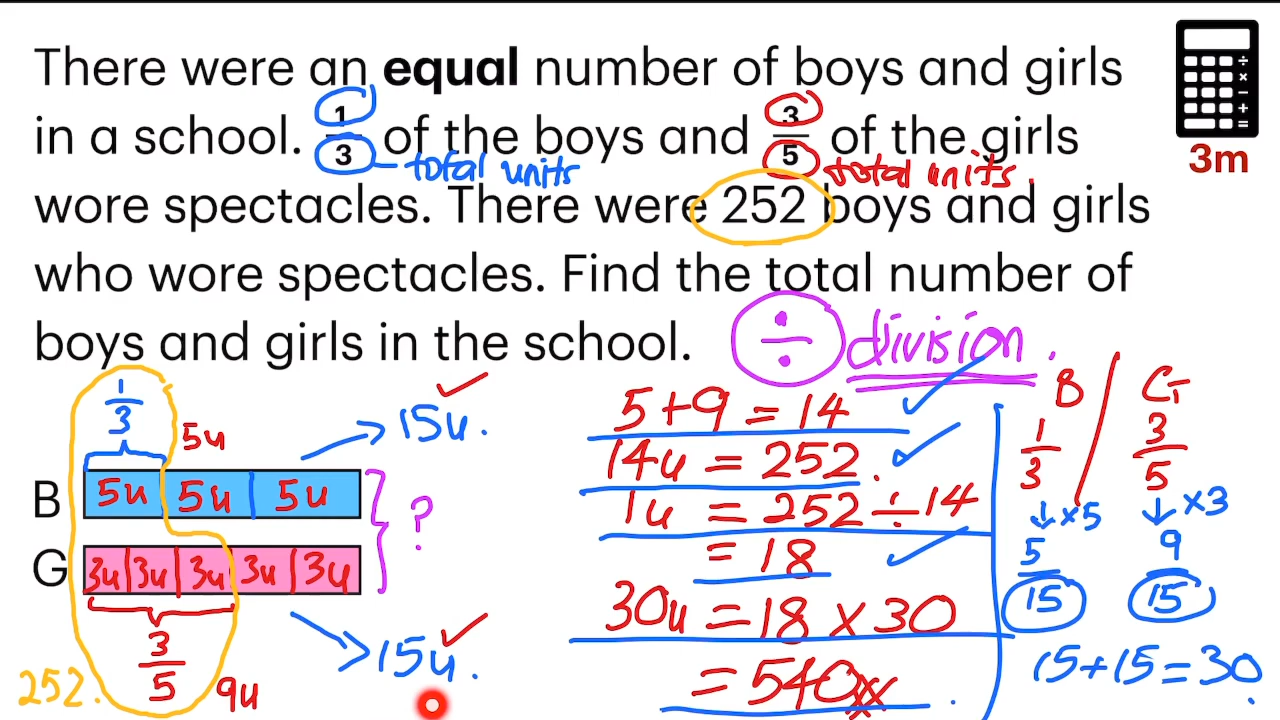 There were an equal number of boys and girls
in a school. 1/3 of the boys and 3/5 of the girls
total units total units.
wore spectacles. There were 252 boys and girls
who wore spectacles. Find the total number of
boys and girls in the school.
÷ division.
3m
÷
×
−
+
=
1/3
5u
15u.
B 5u 5u 5u
?
G 3u 3u 3u 3u 3u
3/5
9u
15u.
252.
5+9 = 14
14u = 252.
1u = 252 ÷ 14
= 18
30u = 18 x 30
= 540
B / G
1/3 3/5
↓x5 ↓x3
5/15 9/15
15+15=30.